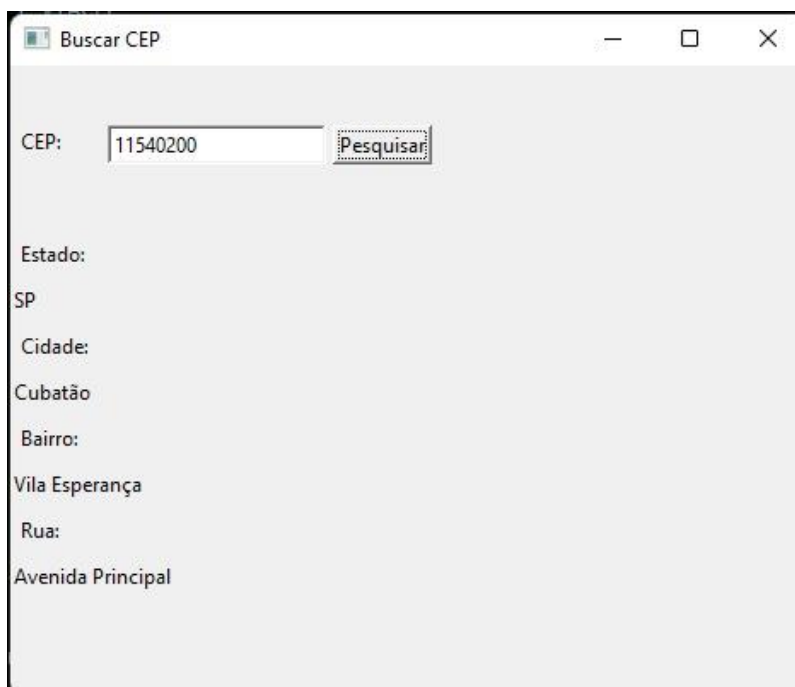 Buscar CEP
CEP: 11540200 Pesquisar
Estado:
SP
Cidade:
Cubatão
Bairro:
Vila Esperança
Rua:
Avenida Principal